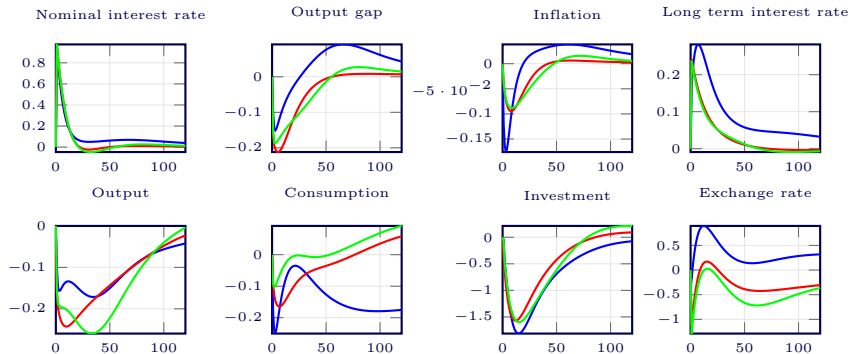 Nominal interest rate
Output gap
Inflation
Long term interest rate
0.8
0.6
0.4
0.2
0
0 50 100
0
−0.1
−0.2
0 50 100
0
−5 · 10−2
−0.1
−0.15
0 50 100
0.2
0.1
0
0 50 100
Output
Consumption
Investment
Exchange rate
0
−0.1
−0.2
0 50 100
0
−0.1
−0.2
0 50 100
0
−0.5
−1
−1.5
0 50 100
0.5
0
−0.5
−1
0 50 100